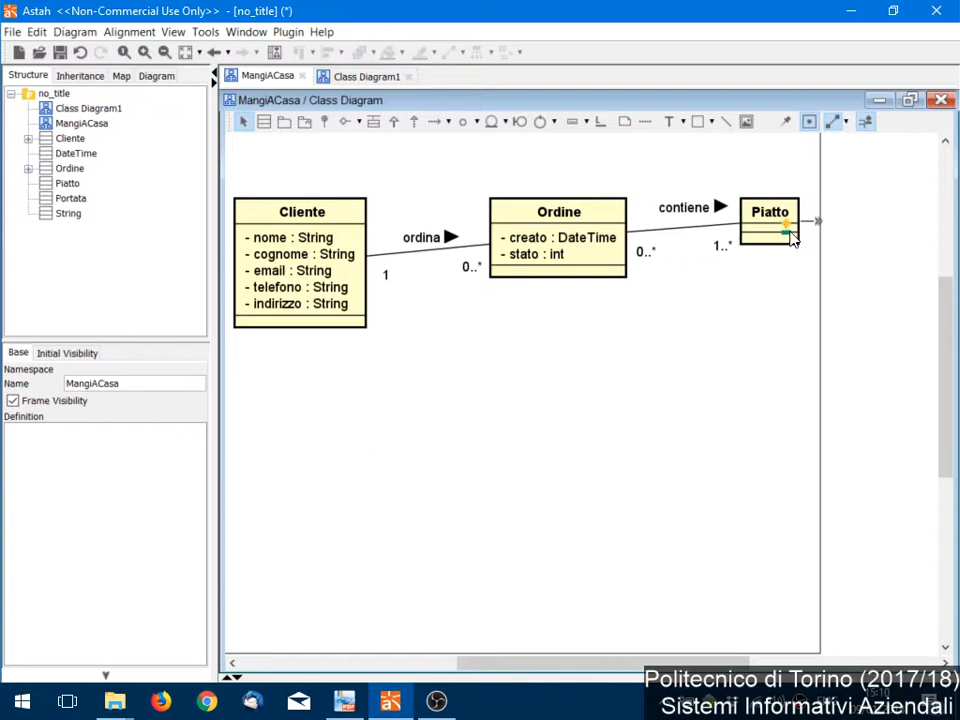 Astah <<Non-Commercial Use Only>> - [no_title] (*)
File Edit Diagram Alignment View Tools Window Plugin Help
Structure Inheritance Map Diagram
MangiACasa Class Diagram1
no_title
Class Diagram1
MangiACasa
Cliente
DateTime
Ordine
Piatto
Portata
String
MangiACasa / Class Diagram
T
Cliente
- nome : String
- cognome : String
- email : String
- telefono : String
- indirizzo : String
ordina
1
0..*
Ordine
- creato : DateTime
- stato : int
contiene
0..*
1..*
Piatto
Base Initial Visibility
Namespace
Name MangiACasa
Frame Visibility
Definition
Politecnico di Torino (2017/18)
Sistemi Informativi Aziendali